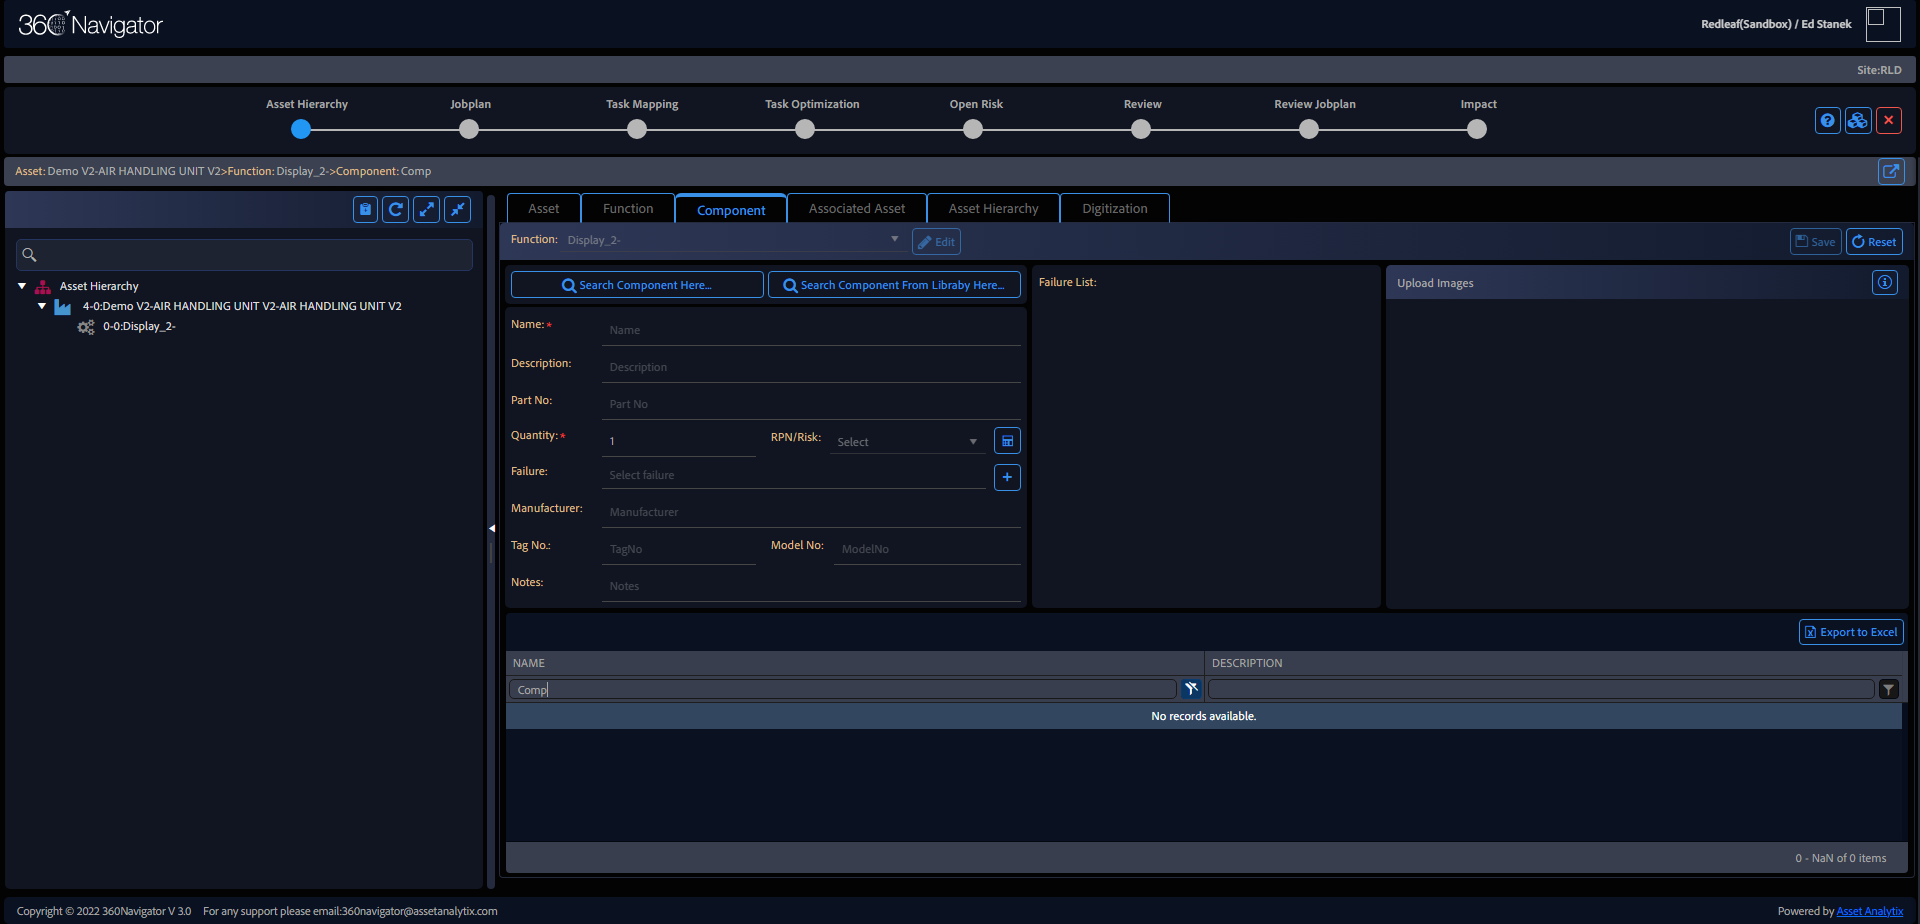 360 Navigator
Redleaf(Sandbox) / Ed Stanek
Site:RLD
Asset Hierarchy
Jobplan
Task Mapping
Task Optimization
Open Risk
Review
Review Jobplan
Impact
Asset: Demo V2-AIR HANDLING UNIT V2>Function: Display_2->Component: Comp
Asset Hierarchy
4-0:Demo V2-AIR HANDLING UNIT V2-AIR HANDLING UNIT V2
0-0:Display_2-
Asset
Function
Component
Associated Asset
Asset Hierarchy
Digitization
Function: Display_2-
Edit
Save
Reset
Search Component Here...
Search Component From Libraby Here...
Name:* Name
Description: Description
Part No: Part No
Quantity:* 1
RPN/Risk: Select
Failure: Select failure
Manufacturer: Manufacturer
Tag No.: TagNo
Model No: ModelNo
Notes: Notes
Failure List:
Upload Images
Export to Excel
NAME
DESCRIPTION
Comp
No records available.
0 - NaN of 0 items
Copyright © 2022 360Navigator V 3.0 For any support please email:360navigator@assetanalytix.com
Powered by Asset Analytix